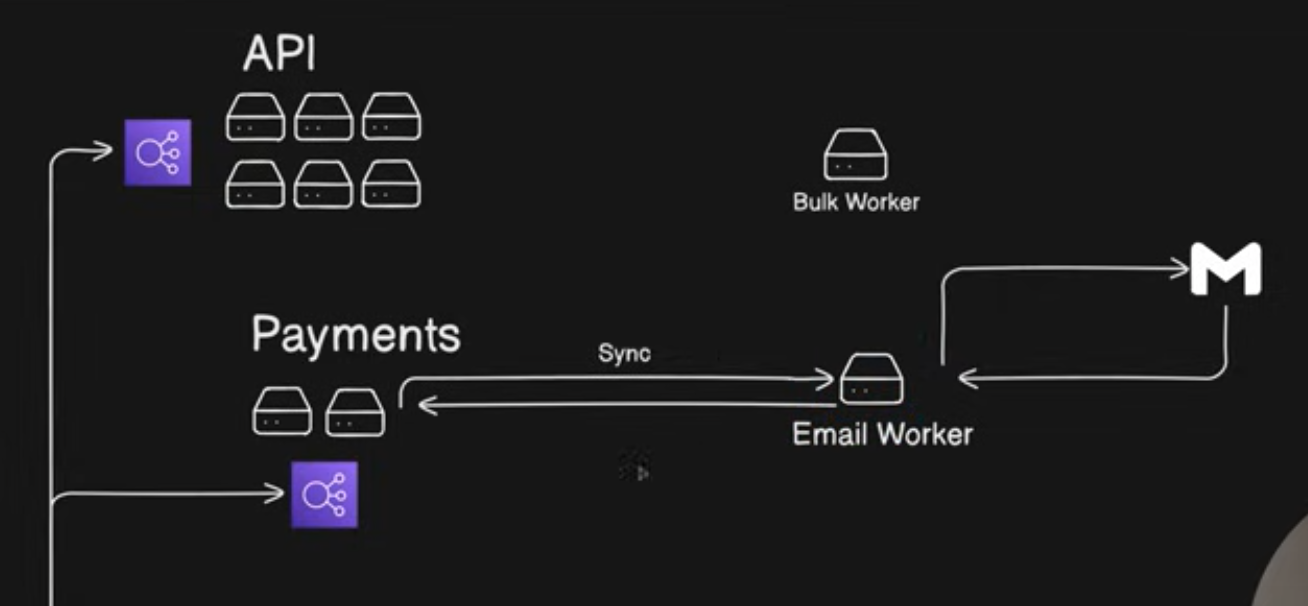 API
Bulk Worker
Payments
Sync
Email Worker